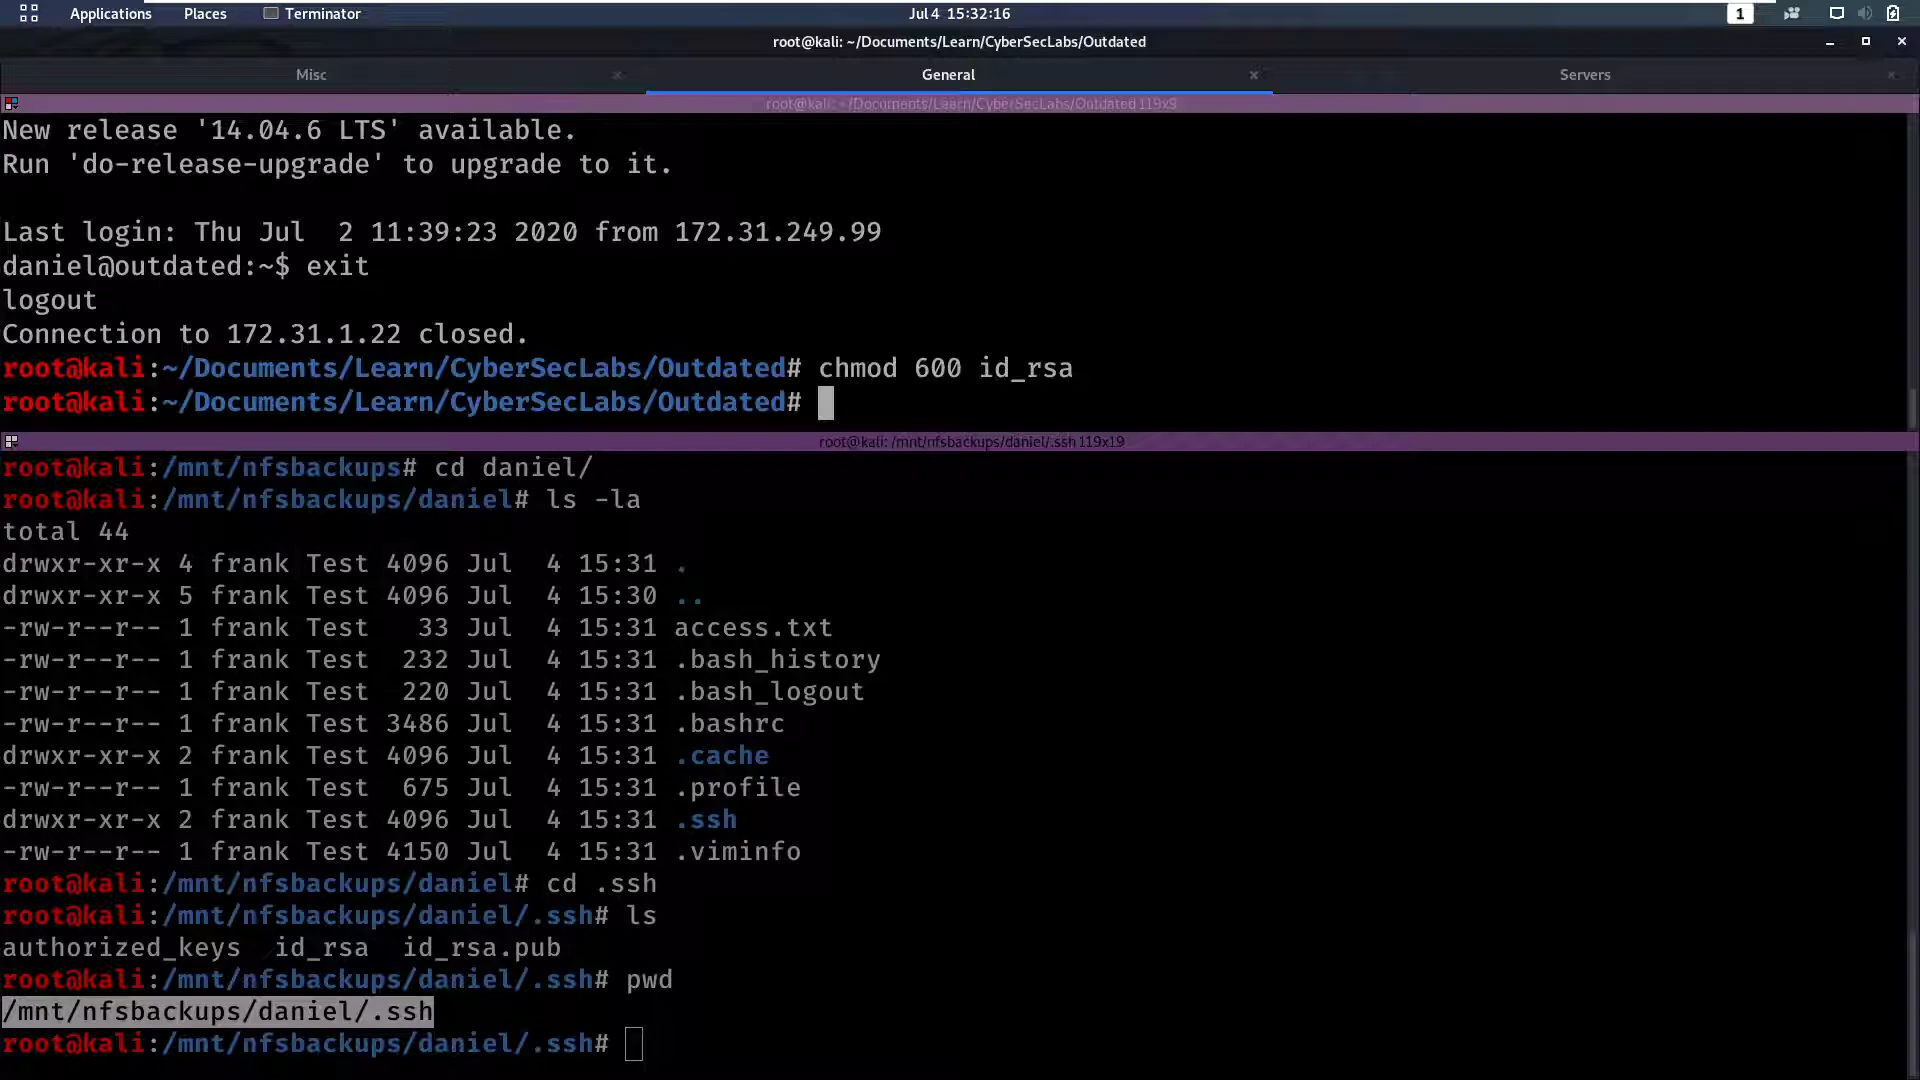 Applications Places Terminator Jul 4 15:32:16 1
root@kali: ~/Documents/Learn/CyberSecLabs/Outdated
Misc General Servers
root@kali: ~/Documents/Learn/CyberSecLabs/Outdated 119x9
New release '14.04.6 LTS' available.
Run 'do-release-upgrade' to upgrade to it.
Last login: Thu Jul  2 11:39:23 2020 from 172.31.249.99
daniel@outdated:~$ exit
logout
Connection to 172.31.1.22 closed.
root@kali:~/Documents/Learn/CyberSecLabs/Outdated# chmod 600 id_rsa
root@kali:~/Documents/Learn/CyberSecLabs/Outdated#
root@kali: /mnt/nfsbackups/daniel/.ssh 119x19
root@kali:/mnt/nfsbackups# cd daniel/
root@kali:/mnt/nfsbackups/daniel# ls -la
total 44
drwxr-xr-x 4 frank Test 4096 Jul  4 15:31 .
drwxr-xr-x 5 frank Test 4096 Jul  4 15:30 ..
-rw-r--r-- 1 frank Test   33 Jul  4 15:31 access.txt
-rw-r--r-- 1 frank Test  232 Jul  4 15:31 .bash_history
-rw-r--r-- 1 frank Test  220 Jul  4 15:31 .bash_logout
-rw-r--r-- 1 frank Test 3486 Jul  4 15:31 .bashrc
drwxr-xr-x 2 frank Test 4096 Jul  4 15:31 .cache
-rw-r--r-- 1 frank Test  675 Jul  4 15:31 .profile
drwxr-xr-x 2 frank Test 4096 Jul  4 15:31 .ssh
-rw-r--r-- 1 frank Test 4150 Jul  4 15:31 .viminfo
root@kali:/mnt/nfsbackups/daniel# cd .ssh
root@kali:/mnt/nfsbackups/daniel/.ssh# ls
authorized_keys  id_rsa  id_rsa.pub
root@kali:/mnt/nfsbackups/daniel/.ssh# pwd
/mnt/nfsbackups/daniel/.ssh
root@kali:/mnt/nfsbackups/daniel/.ssh#